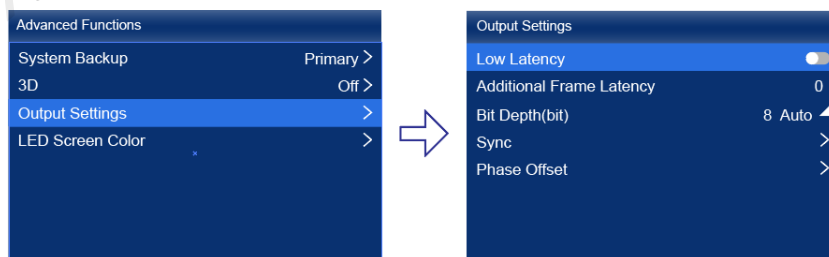 Advanced Functions
System Backup Primary >
3D Off >
Output Settings >
LED Screen Color >
Output Settings
Low Latency
Additional Frame Latency 0
Bit Depth(bit) 8 Auto
Sync >
Phase Offset >